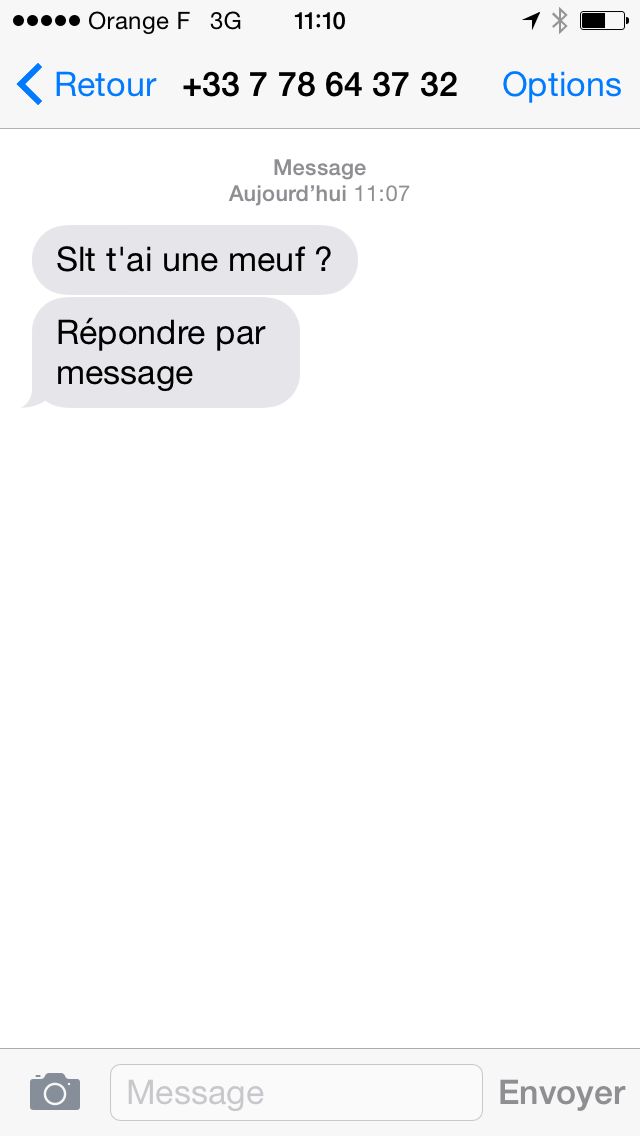 Orange F 3G 11:10
Retour +33 7 78 64 37 32 Options
Message
Aujourd'hui 11:07
Slt t'ai une meuf ?
Répondre par
message
Message Envoyer